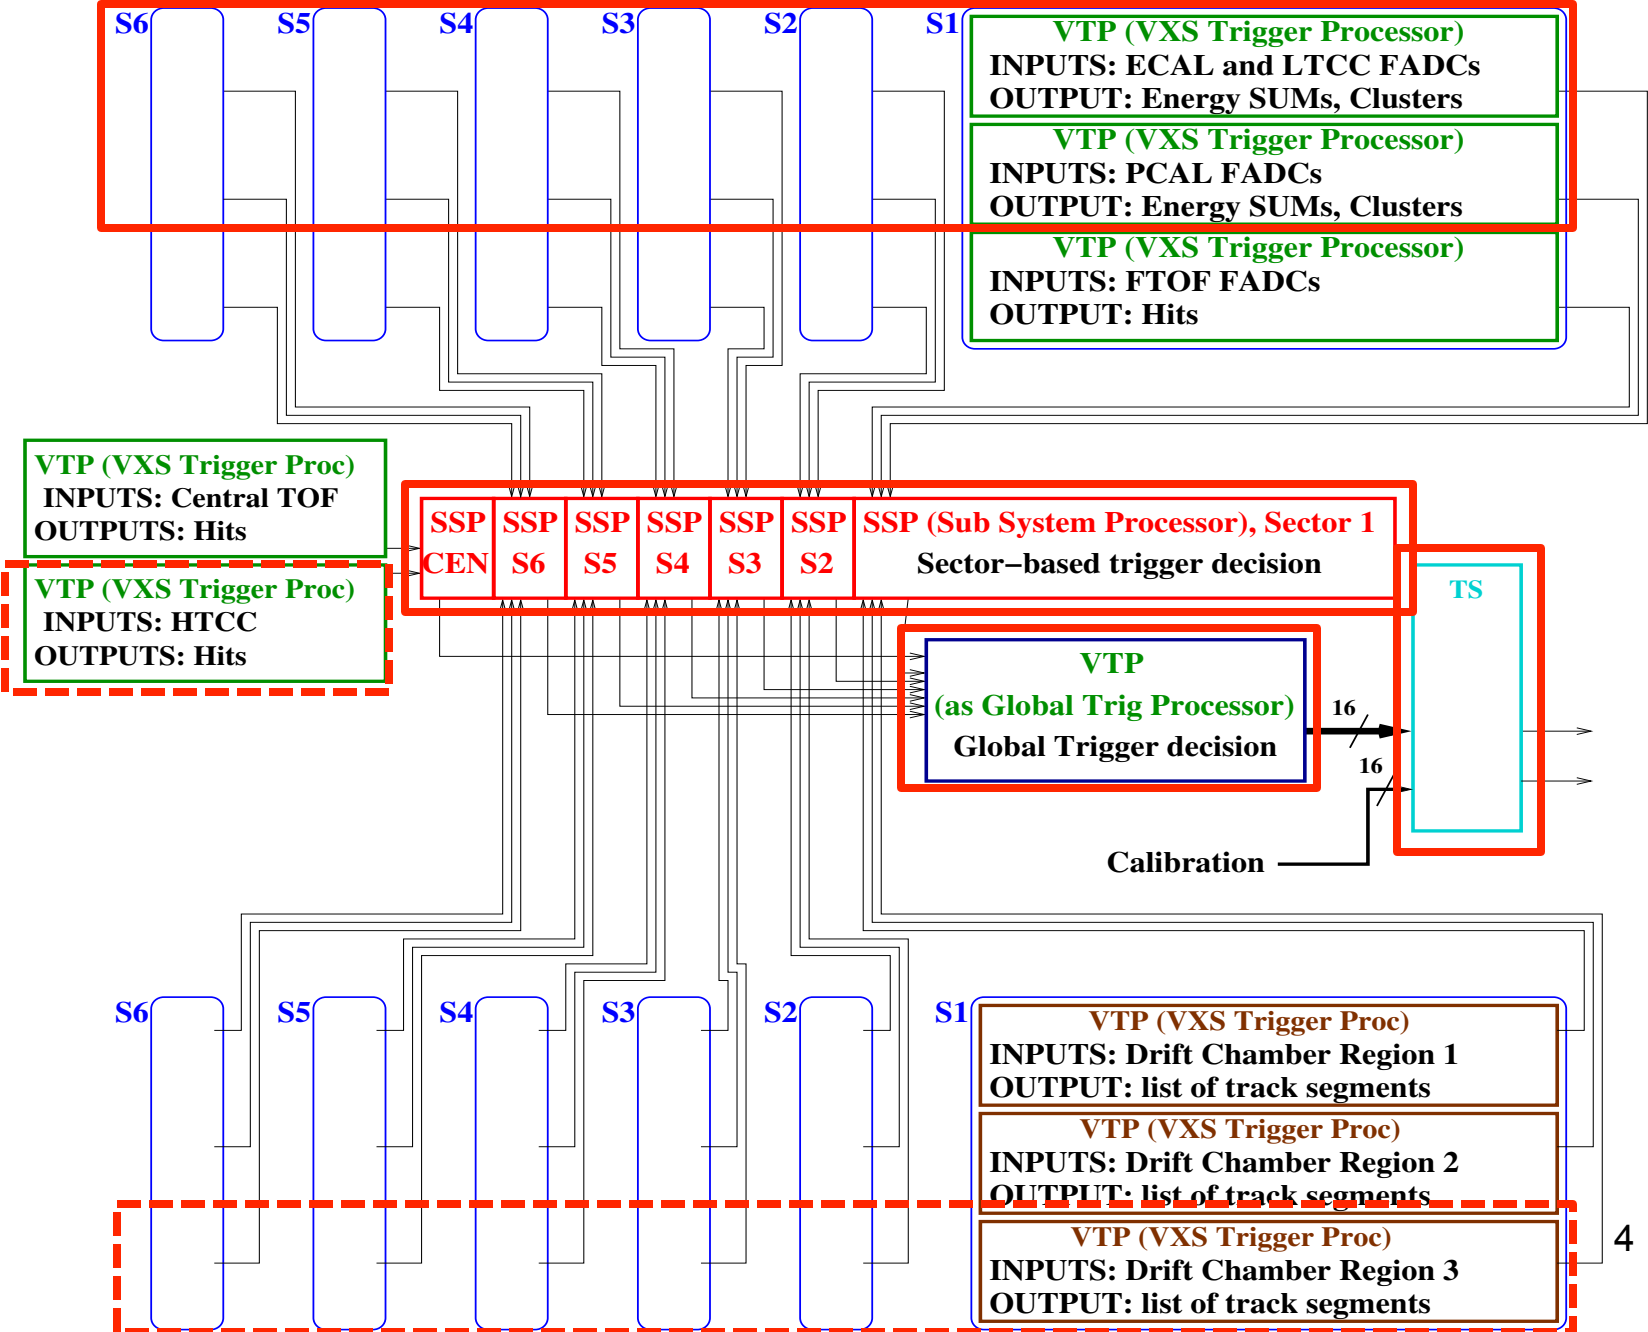 S6 S5 S4 S3 S2 S1
VTP (VXS Trigger Processor)
INPUTS: ECAL and LTCC FADCs
OUTPUT: Energy SUMs, Clusters
VTP (VXS Trigger Processor)
INPUTS: PCAL FADCs
OUTPUT: Energy SUMs, Clusters
VTP (VXS Trigger Processor)
INPUTS: FTOF FADCs
OUTPUT: Hits
VTP (VXS Trigger Proc)
INPUTS: Central TOF
OUTPUTS: Hits
VTP (VXS Trigger Proc)
INPUTS: HTCC
OUTPUTS: Hits
SSP
CEN
SSP
S6
SSP
S5
SSP
S4
SSP
S3
SSP
S2
SSP (Sub System Processor), Sector 1
Sector−based trigger decision
TS
VTP
(as Global Trig Processor)
Global Trigger decision
16
16
Calibration
S6 S5 S4 S3 S2 S1
VTP (VXS Trigger Proc)
INPUTS: Drift Chamber Region 1
OUTPUT: list of track segments
VTP (VXS Trigger Proc)
INPUTS: Drift Chamber Region 2
OUTPUT: list of track segments
VTP (VXS Trigger Proc)
INPUTS: Drift Chamber Region 3
OUTPUT: list of track segments
4